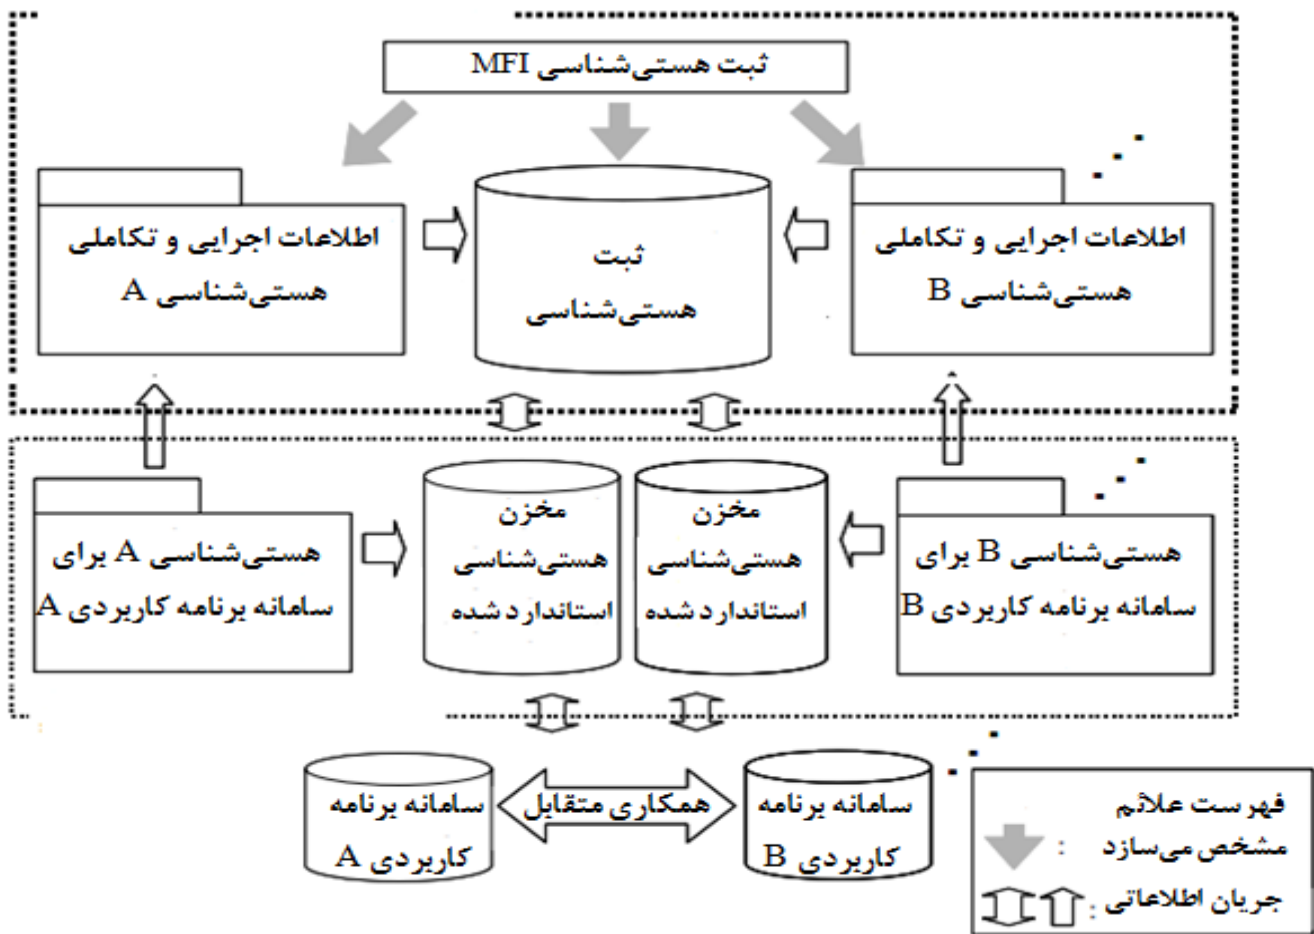 ثبت هستی‌شناسی MFI
اطلاعات اجرایی و تکاملی
هستی‌شناسی B
ثبت
هستی‌شناسی
اطلاعات اجرایی و تکاملی
هستی‌شناسی A
هستی‌شناسی B برای
سامانه برنامه کاربردی B
مخزن
هستی‌شناسی
استاندارد شده
مخزن
هستی‌شناسی
استاندارد شده
هستی‌شناسی A برای
سامانه برنامه کاربردی A
سامانه برنامه
کاربردی B
همکاری متقابل
سامانه برنامه
کاربردی A
فهرست علائم
مشخص می‌سازد :
جریان اطلاعاتی :